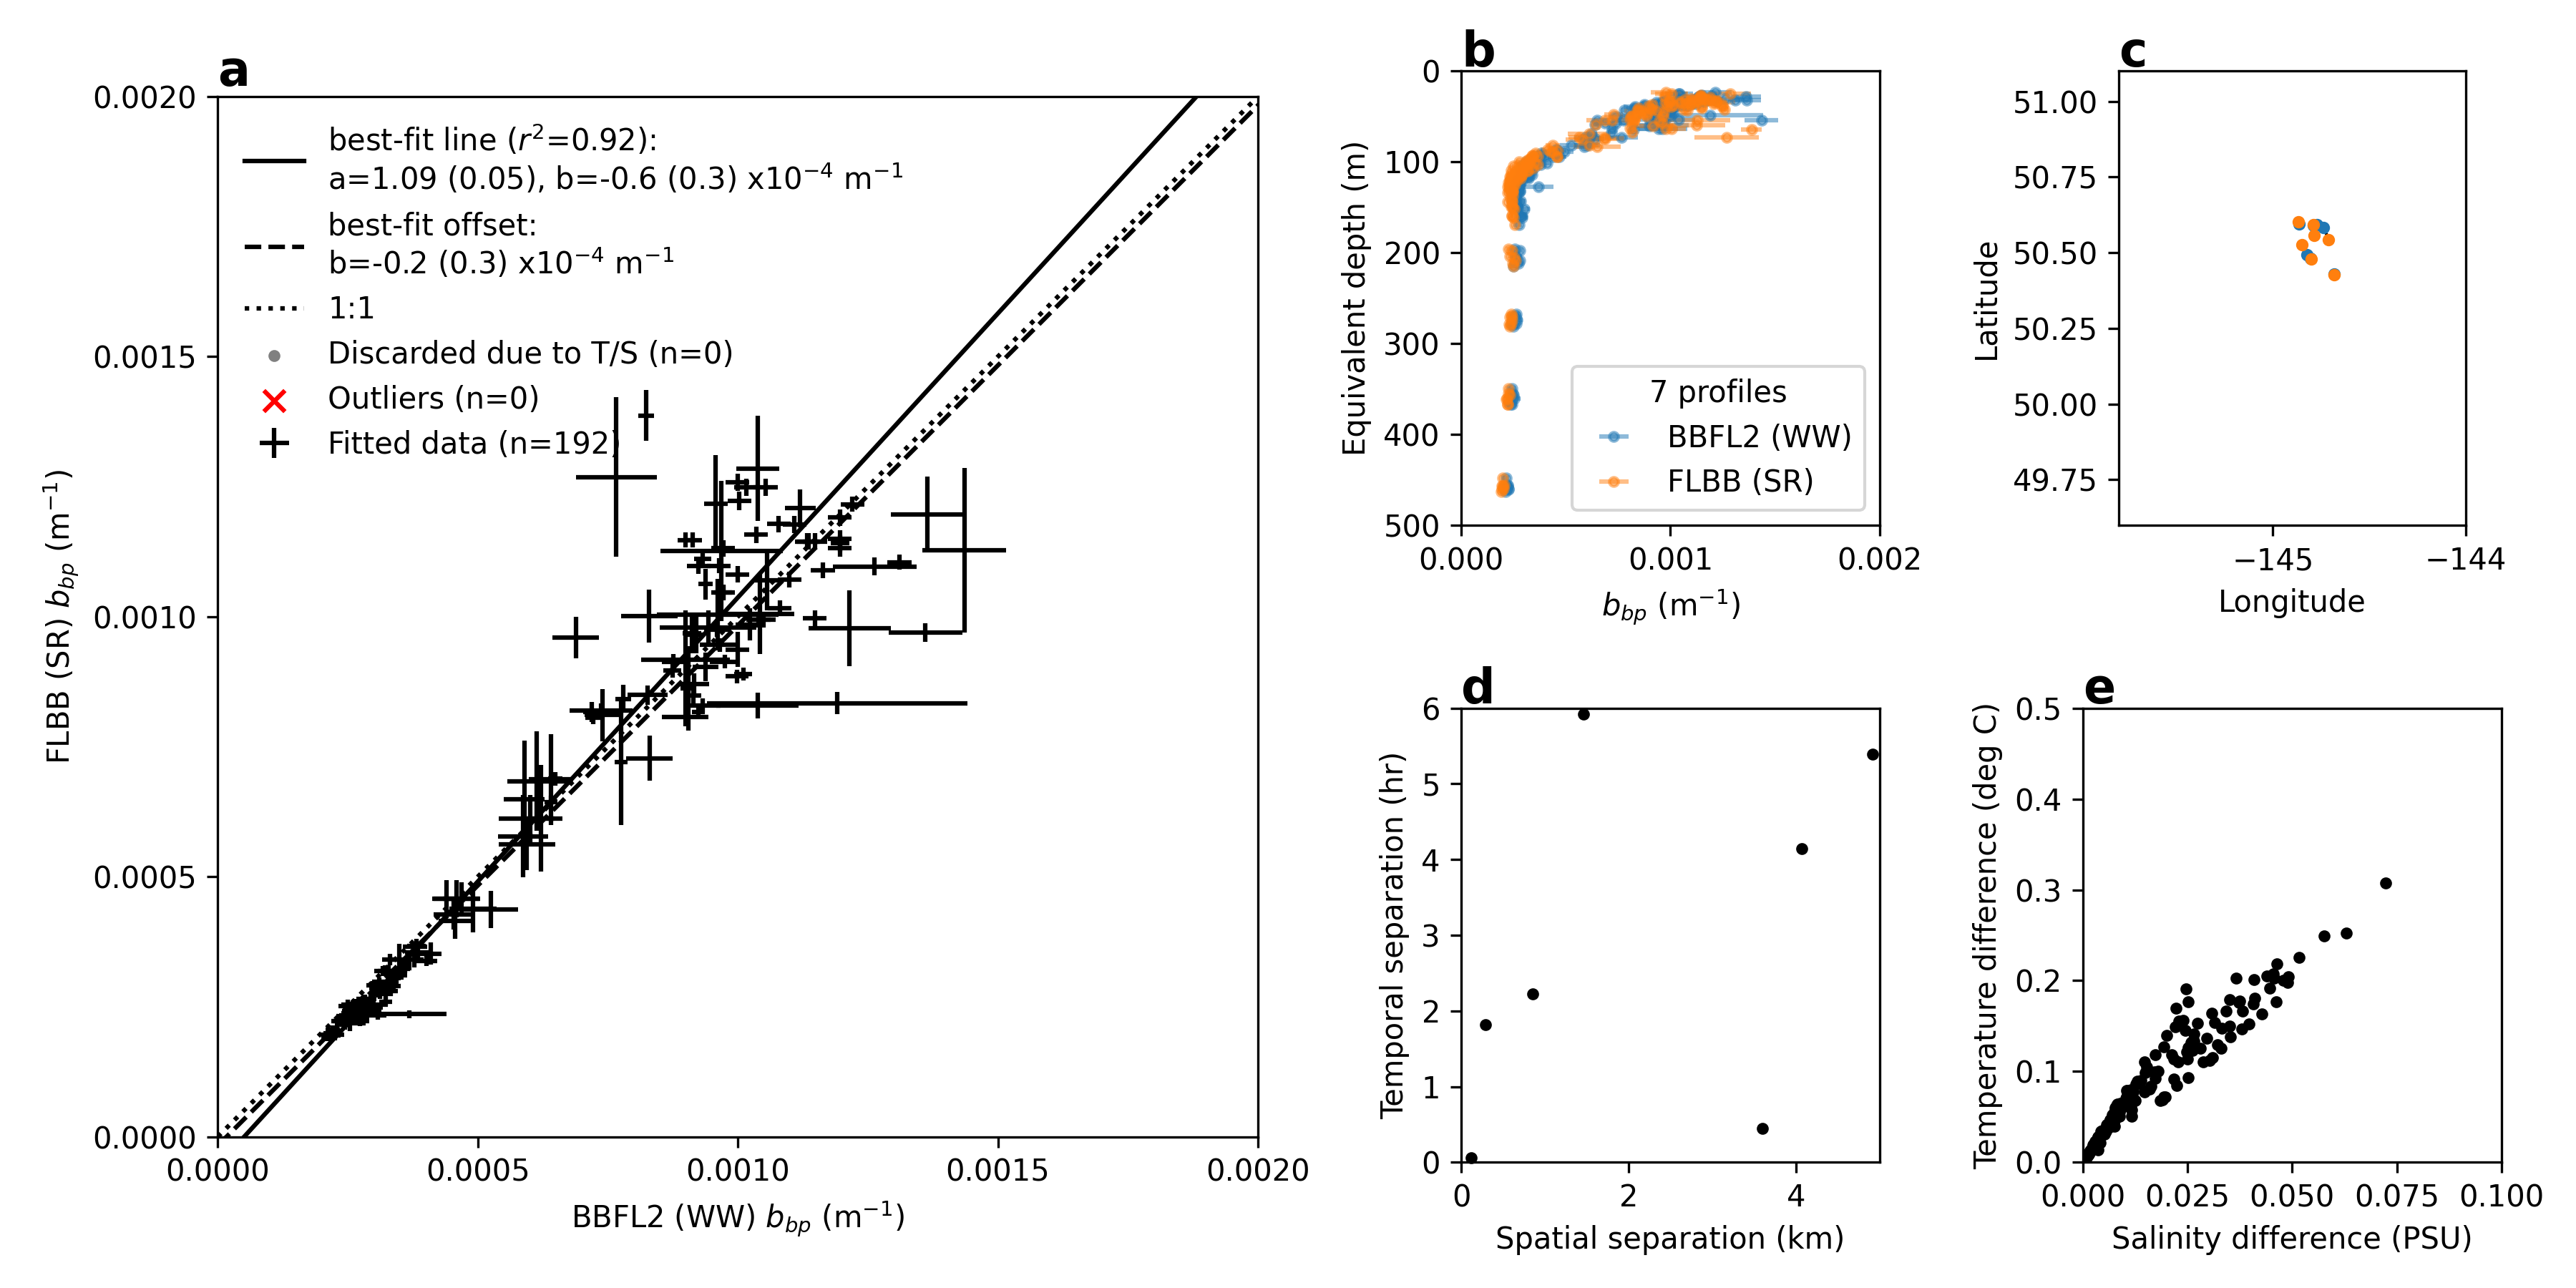 a
0.0020
0.0015
0.0010
0.0005
0.0000
FLBB (SR) b_bp (m⁻¹)
best-fit line (r²=0.92):
a=1.09 (0.05), b=-0.6 (0.3) x10⁻⁴ m⁻¹
best-fit offset:
b=-0.2 (0.3) x10⁻⁴ m⁻¹
1:1
Discarded due to T/S (n=0)
Outliers (n=0)
Fitted data (n=192)
0.0000 0.0005 0.0010 0.0015 0.0020
BBFL2 (WW) b_bp (m⁻¹)
b
0
100
200
300
400
500
Equivalent depth (m)
7 profiles
BBFL2 (WW)
FLBB (SR)
0.000 0.001 0.002
b_bp (m⁻¹)
c
51.00
50.75
50.50
50.25
50.00
49.75
Latitude
−145 −144
Longitude
d
6
5
4
3
2
1
0
Temporal separation (hr)
0 2 4
Spatial separation (km)
e
0.5
0.4
0.3
0.2
0.1
0.0
Temperature difference (deg C)
0.000 0.025 0.050 0.075 0.100
Salinity difference (PSU)